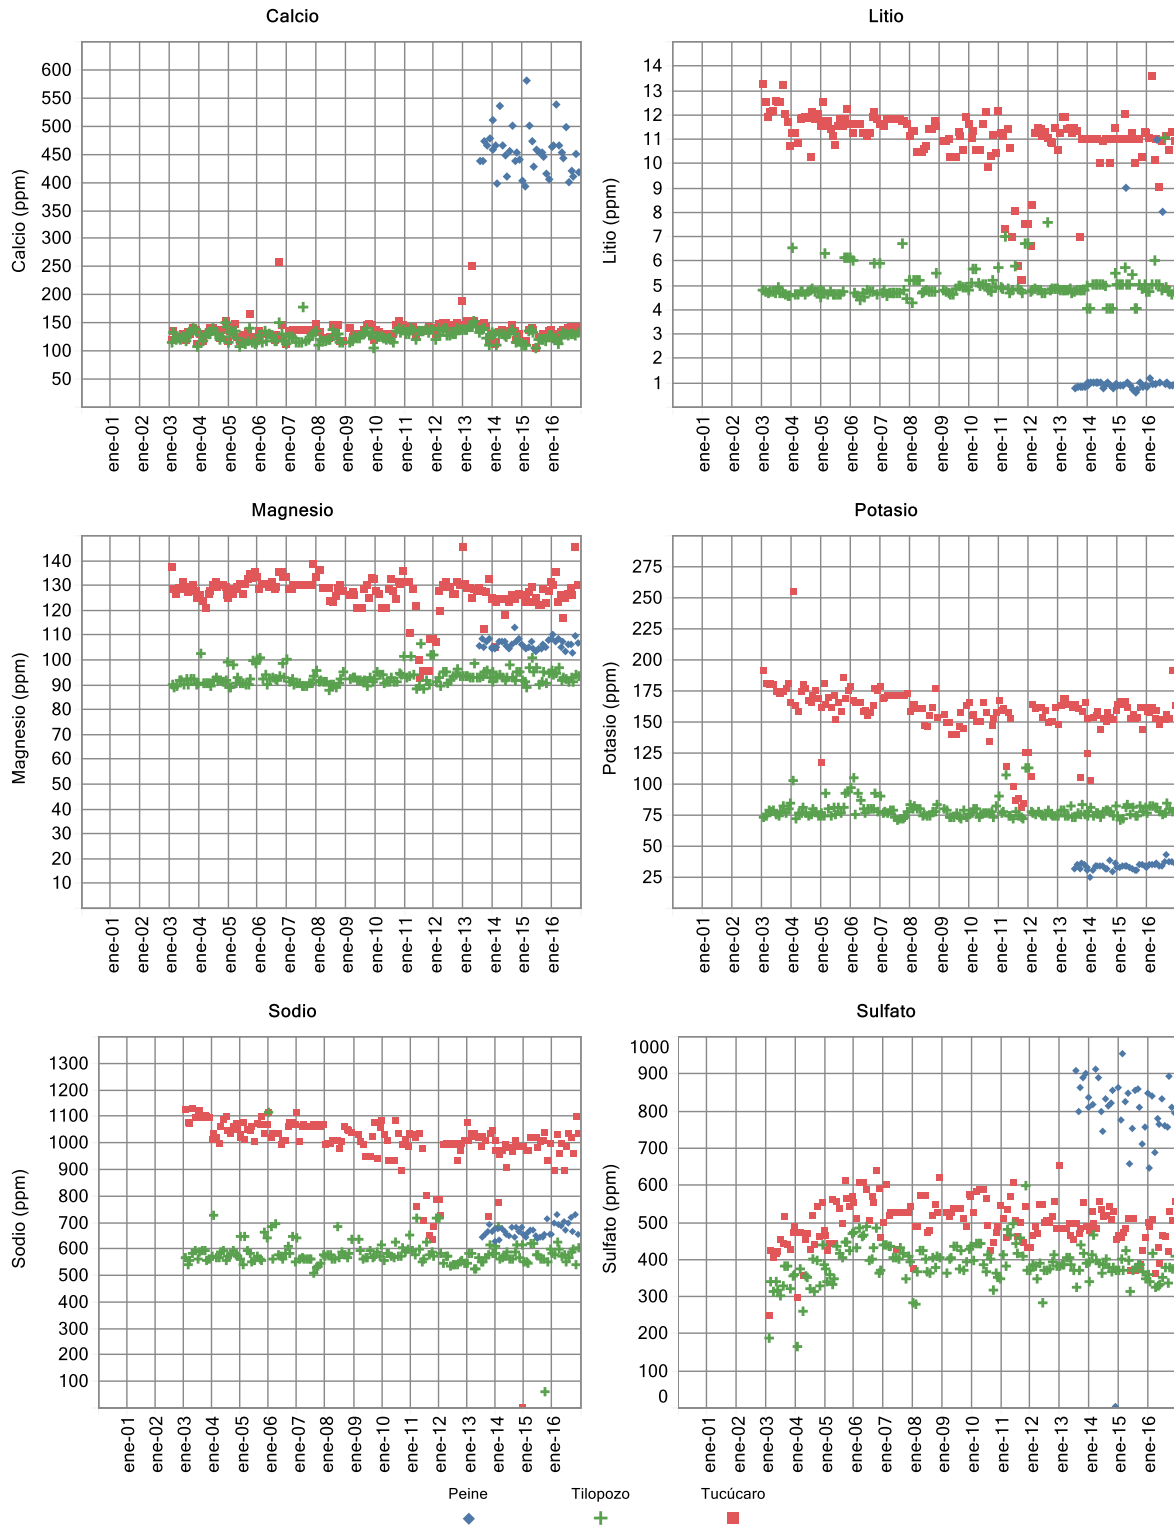 Calcio
Calcio (ppm)
600
550
500
450
400
350
300
250
200
150
100
50
ene-01
ene-02
ene-03
ene-04
ene-05
ene-06
ene-07
ene-08
ene-09
ene-10
ene-11
ene-12
ene-13
ene-14
ene-15
ene-16
Litio
Litio (ppm)
14
13
12
11
10
9
8
7
6
5
4
3
2
1
ene-01
ene-02
ene-03
ene-04
ene-05
ene-06
ene-07
ene-08
ene-09
ene-10
ene-11
ene-12
ene-13
ene-14
ene-15
ene-16
Magnesio
Magnesio (ppm)
140
130
120
110
100
90
80
70
60
50
40
30
20
10
ene-01
ene-02
ene-03
ene-04
ene-05
ene-06
ene-07
ene-08
ene-09
ene-10
ene-11
ene-12
ene-13
ene-14
ene-15
ene-16
Potasio
Potasio (ppm)
275
250
225
200
175
150
125
100
75
50
25
ene-01
ene-02
ene-03
ene-04
ene-05
ene-06
ene-07
ene-08
ene-09
ene-10
ene-11
ene-12
ene-13
ene-14
ene-15
ene-16
Sodio
Sodio (ppm)
1300
1200
1100
1000
900
800
700
600
500
400
300
200
100
ene-01
ene-02
ene-03
ene-04
ene-05
ene-06
ene-07
ene-08
ene-09
ene-10
ene-11
ene-12
ene-13
ene-14
ene-15
ene-16
Sulfato
Sulfato (ppm)
1000
900
800
700
600
500
400
300
200
100
0
ene-01
ene-02
ene-03
ene-04
ene-05
ene-06
ene-07
ene-08
ene-09
ene-10
ene-11
ene-12
ene-13
ene-14
ene-15
ene-16
Peine Tilopozo Tucúcaro